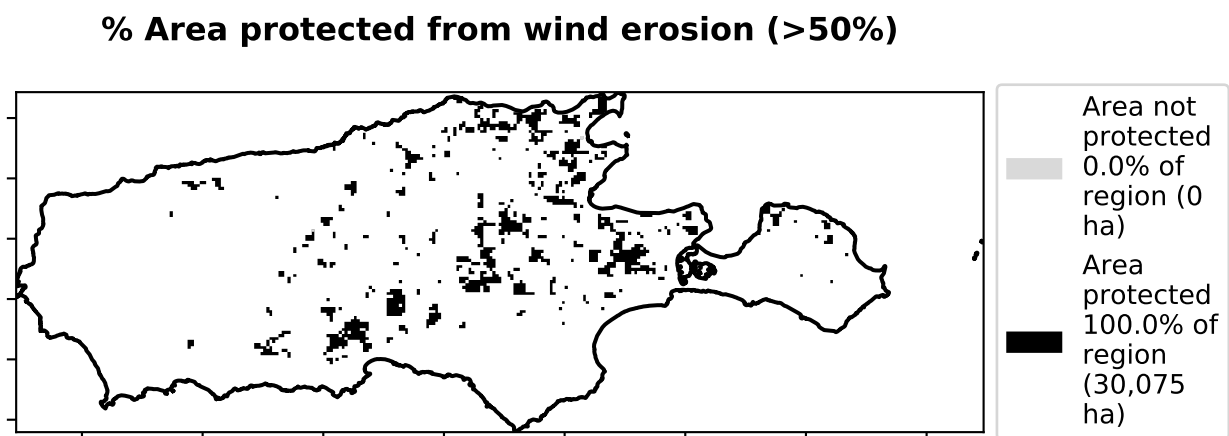 % Area protected from wind erosion (>50%)
Area not
protected
0.0% of
region (0
ha)
Area
protected
100.0% of
region
(30,075
ha)